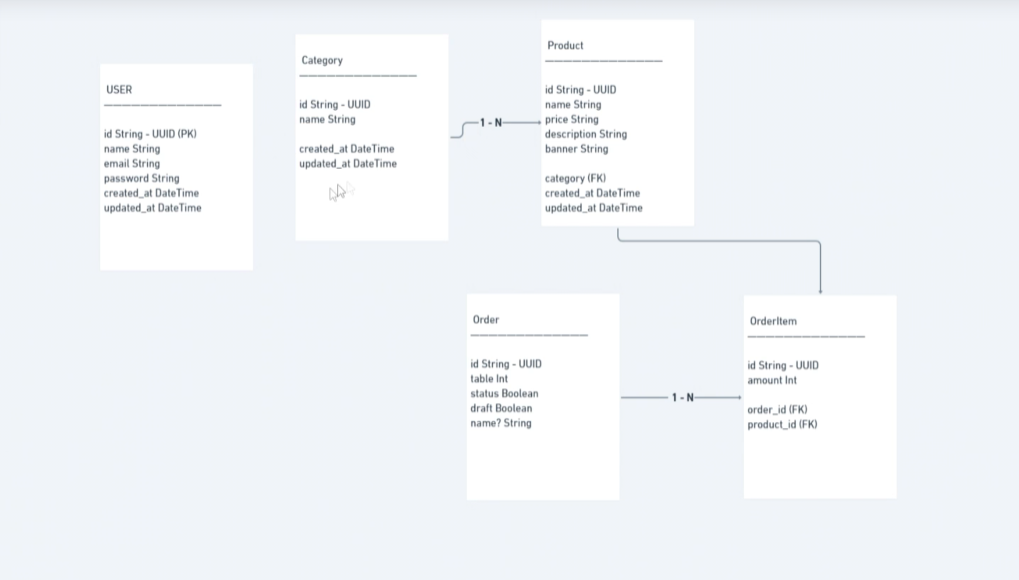 USER
id String - UUID (PK)
name String
email String
password String
created_at DateTime
updated_at DateTime
Category
id String - UUID
name String
created_at DateTime
updated_at DateTime
1 - N
Product
id String - UUID
name String
price String
description String
banner String
category (FK)
created_at DateTime
updated_at DateTime
Order
id String - UUID
table Int
status Boolean
draft Boolean
name? String
1 - N
OrderItem
id String - UUID
amount Int
order_id (FK)
product_id (FK)